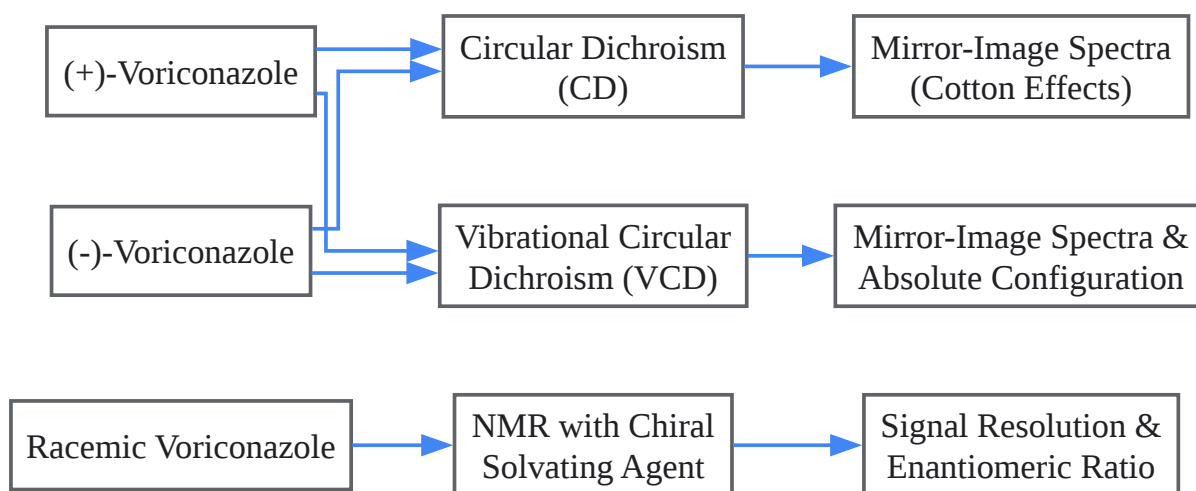 (+)-Voriconazole
Circular Dichroism
(CD)
Mirror-Image Spectra
(Cotton Effects)
(-)-Voriconazole
Vibrational Circular
Dichroism (VCD)
Mirror-Image Spectra &
Absolute Configuration
Racemic Voriconazole
NMR with Chiral
Solvating Agent
Signal Resolution &
Enantiomeric Ratio